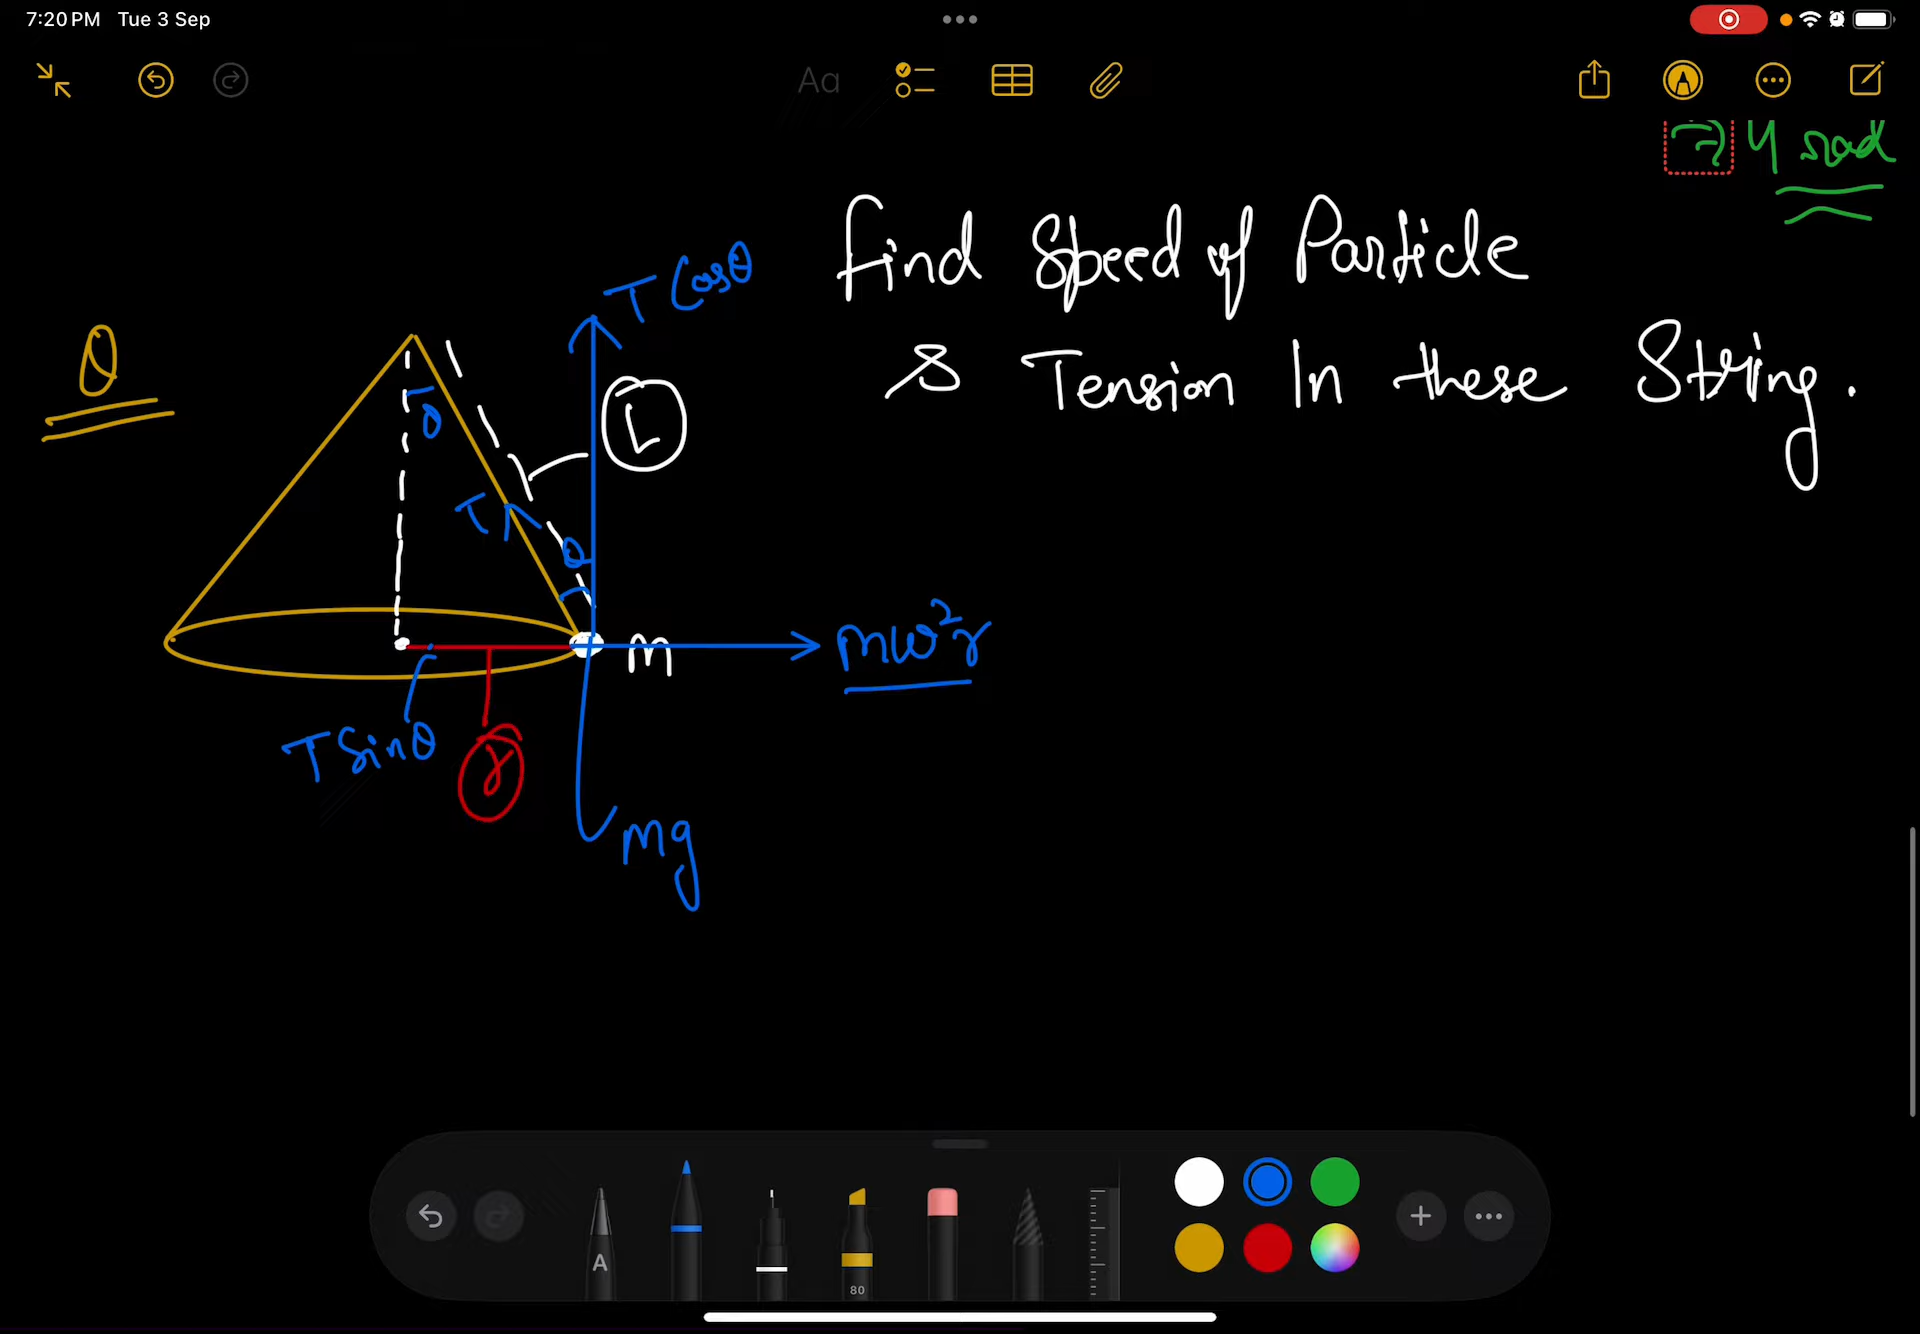 7:20 PM Tue 3 Sep
Aa
4 rad
Find Speed of Particle
& Tension In these String.
Q
T Cosθ
θ
L
T
θ
m
mω²r
T Sinθ
r
mg
A
80